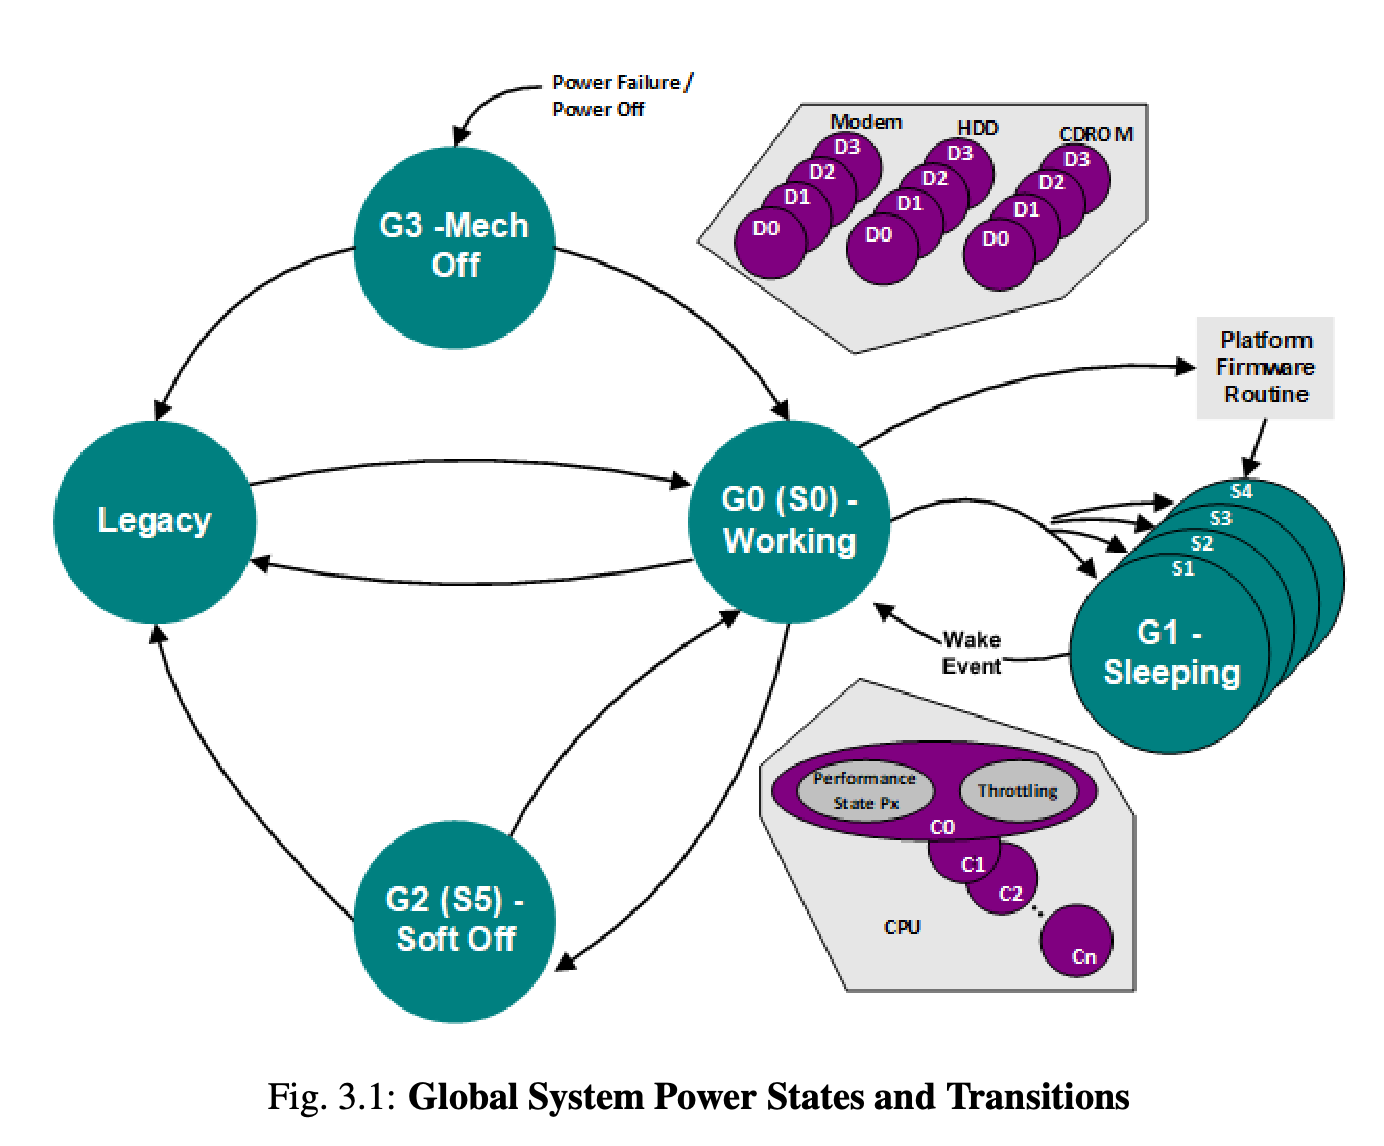 Power Failure/
Power Off
G3 -Mech
Off
Modem
D3
D2
D1
D0
HDD
D3
D2
D1
D0
CDROM
D3
D2
D1
D0
Platform
Firmware
Routine
Legacy
G0 (S0) -
Working
S4
S3
S2
S1
G1 -
Sleeping
Wake
Event
G2 (S5) -
Soft Off
Performance
State Px
Throttling
C0
C1
C2
Cn
CPU
Fig. 3.1: Global System Power States and Transitions